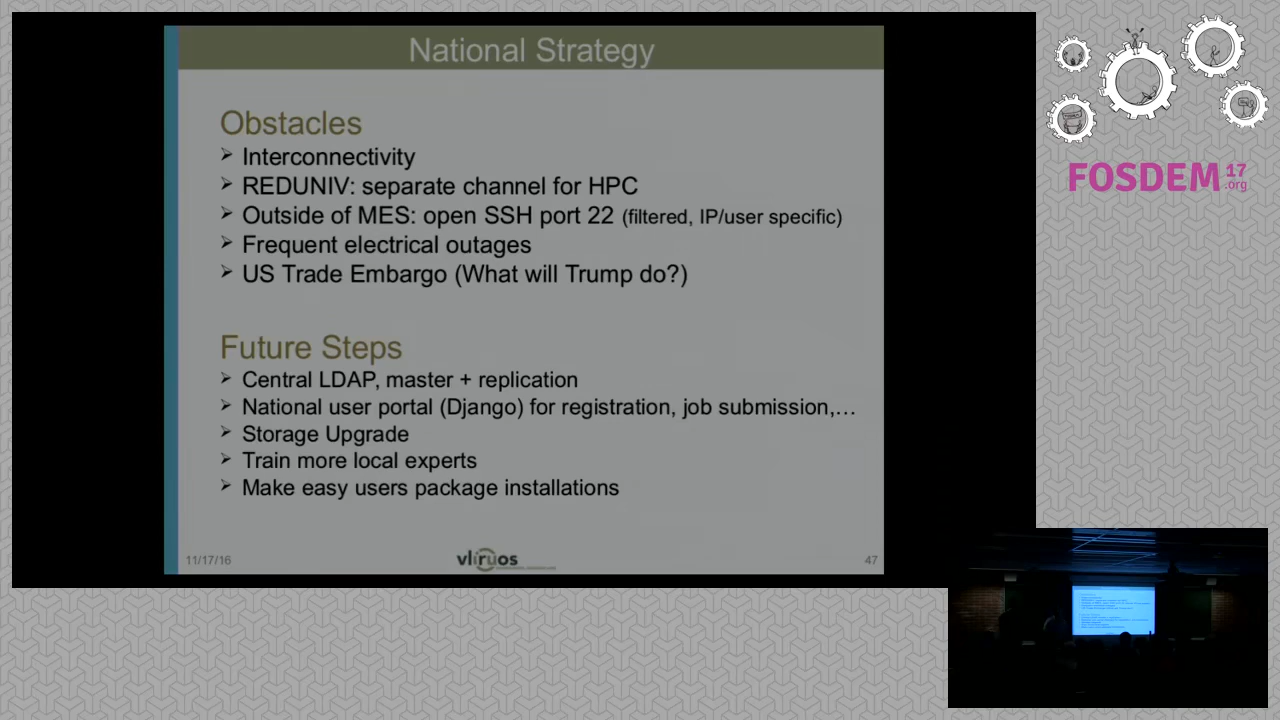 National Strategy
Obstacles
➢ Interconnectivity
➢ REDUNIV: separate channel for HPC
➢ Outside of MES: open SSH port 22 (filtered, IP/user specific)
➢ Frequent electrical outages
➢ US Trade Embargo (What will Trump do?)
Future Steps
➢ Central LDAP, master + replication
➢ National user portal (Django) for registration, job submission,…
➢ Storage Upgrade
➢ Train more local experts
➢ Make easy users package installations
11/17/16
vliruos
47
FOSDEM 17
.org